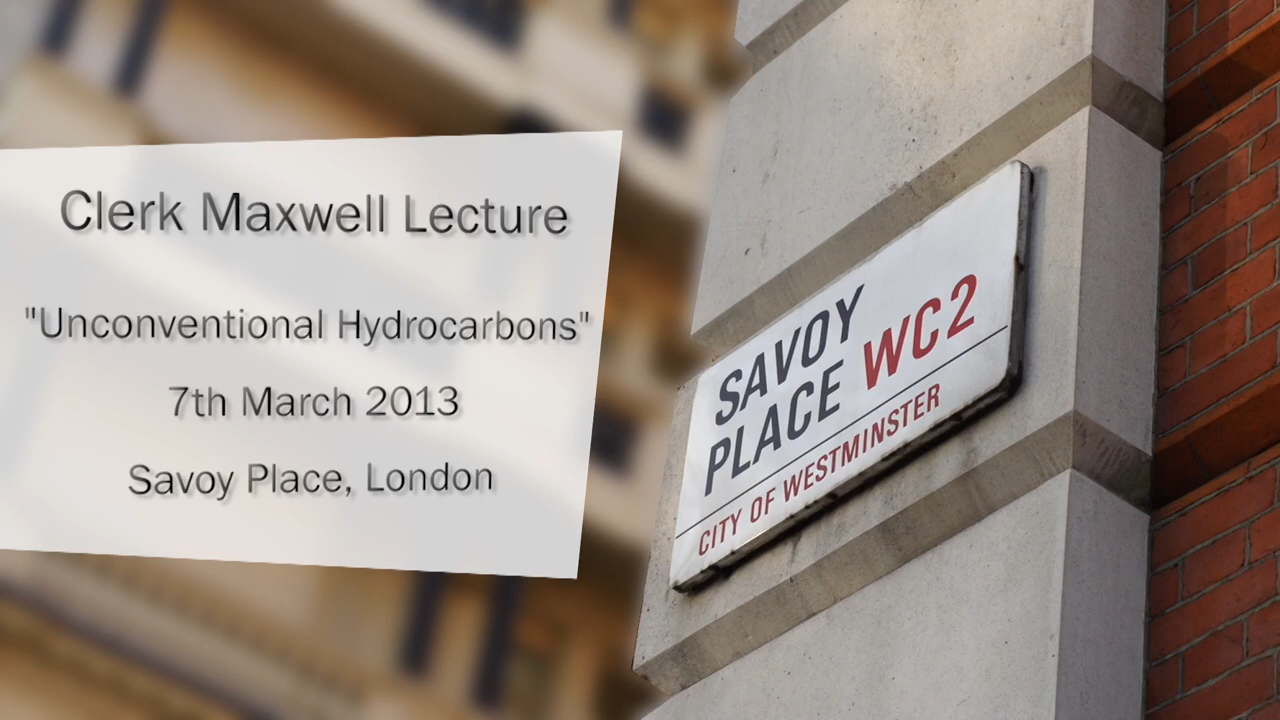 Clerk Maxwell Lecture
"Unconventional Hydrocarbons"
7th March 2013
Savoy Place, London
SAVOY
PLACE WC2
CITY OF WESTMINSTER